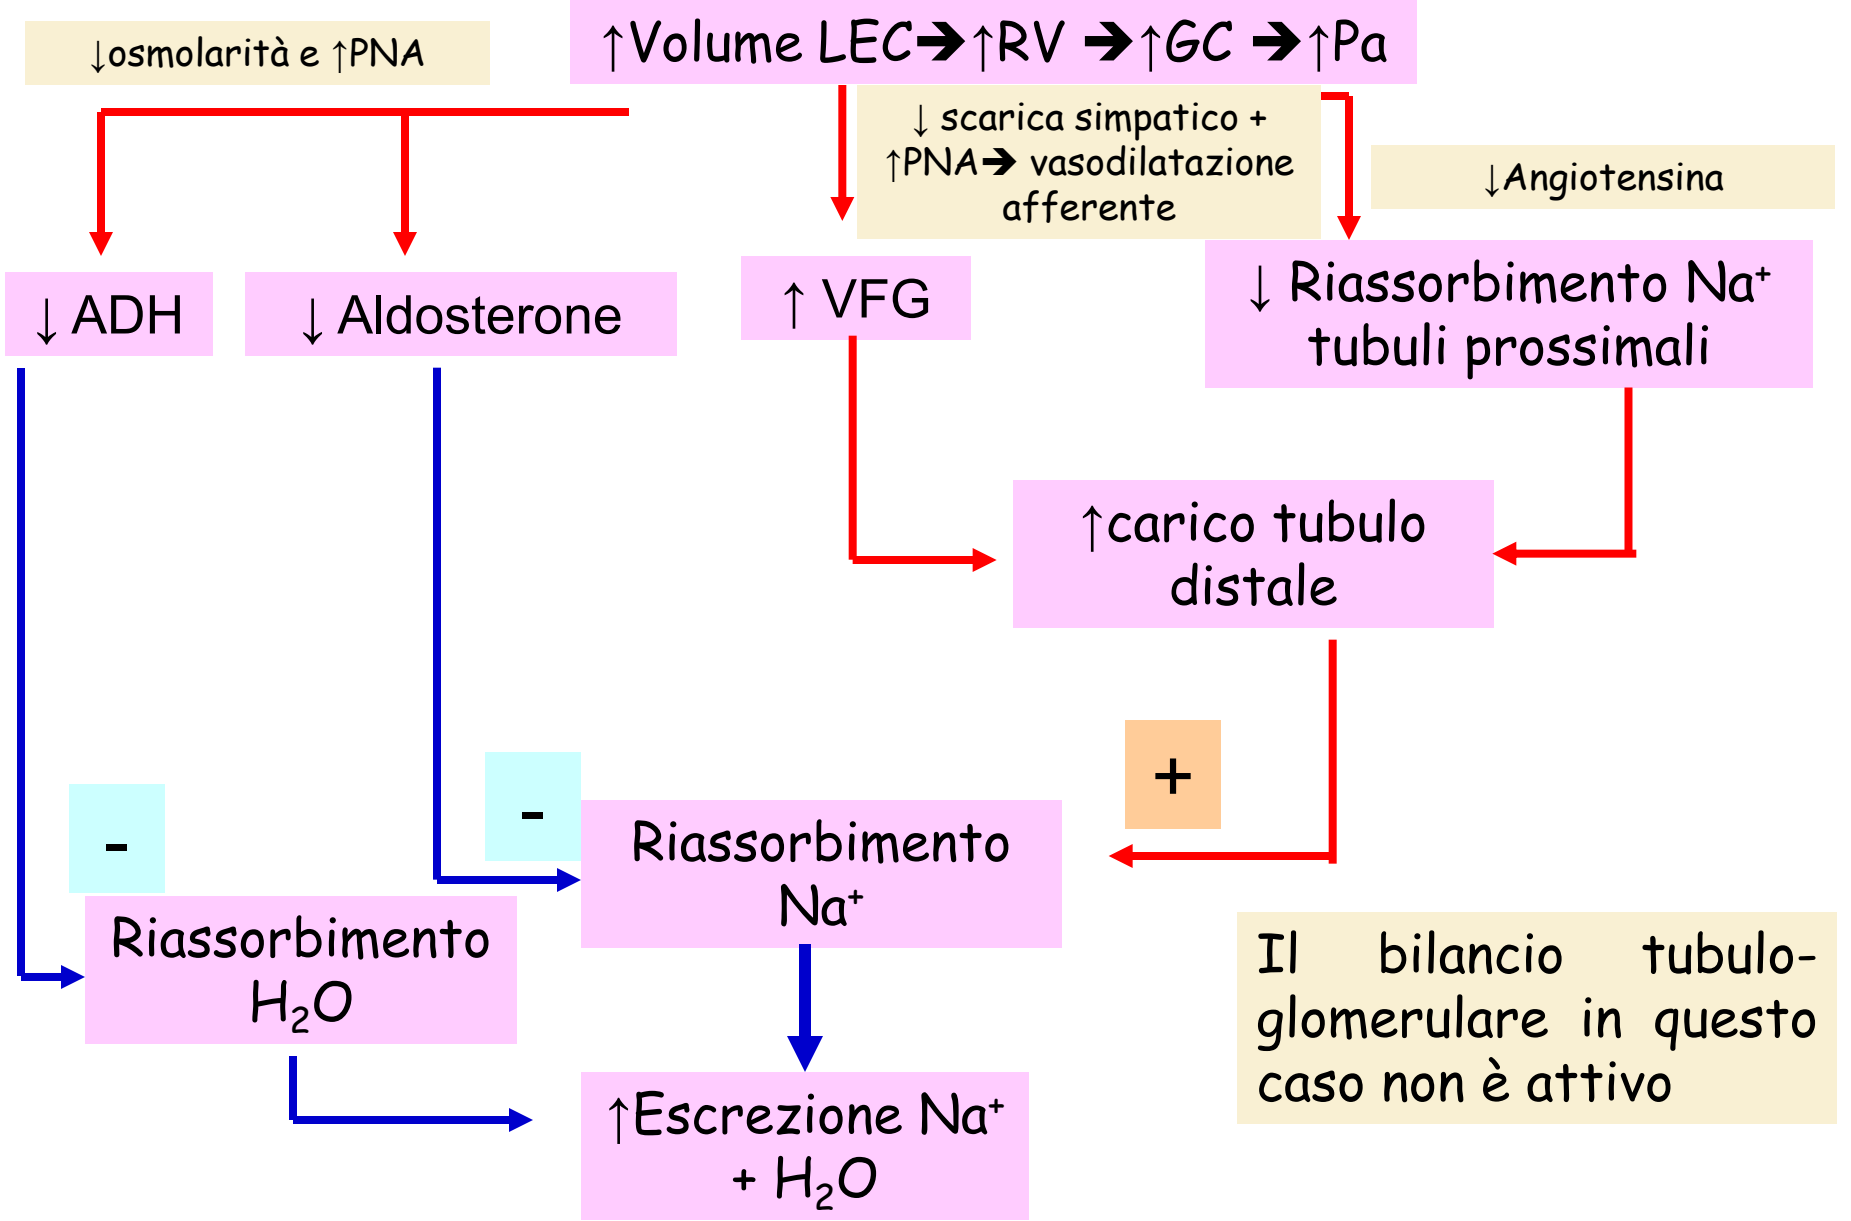 ↓osmolarità e ↑PNA
↑Volume LEC➔↑RV ➔↑GC ➔↑Pa
↓ scarica simpatico +
↑PNA➔ vasodilatazione
afferente
↓Angiotensina
↓ ADH
↓ Aldosterone
↑ VFG
↓ Riassorbimento Na⁺
tubuli prossimali
↑carico tubulo
distale
+
-
-
Riassorbimento
Na⁺
Riassorbimento
H₂O
Il bilancio tubulo-
glomerulare in questo
caso non è attivo
↑Escrezione Na⁺
+ H₂O